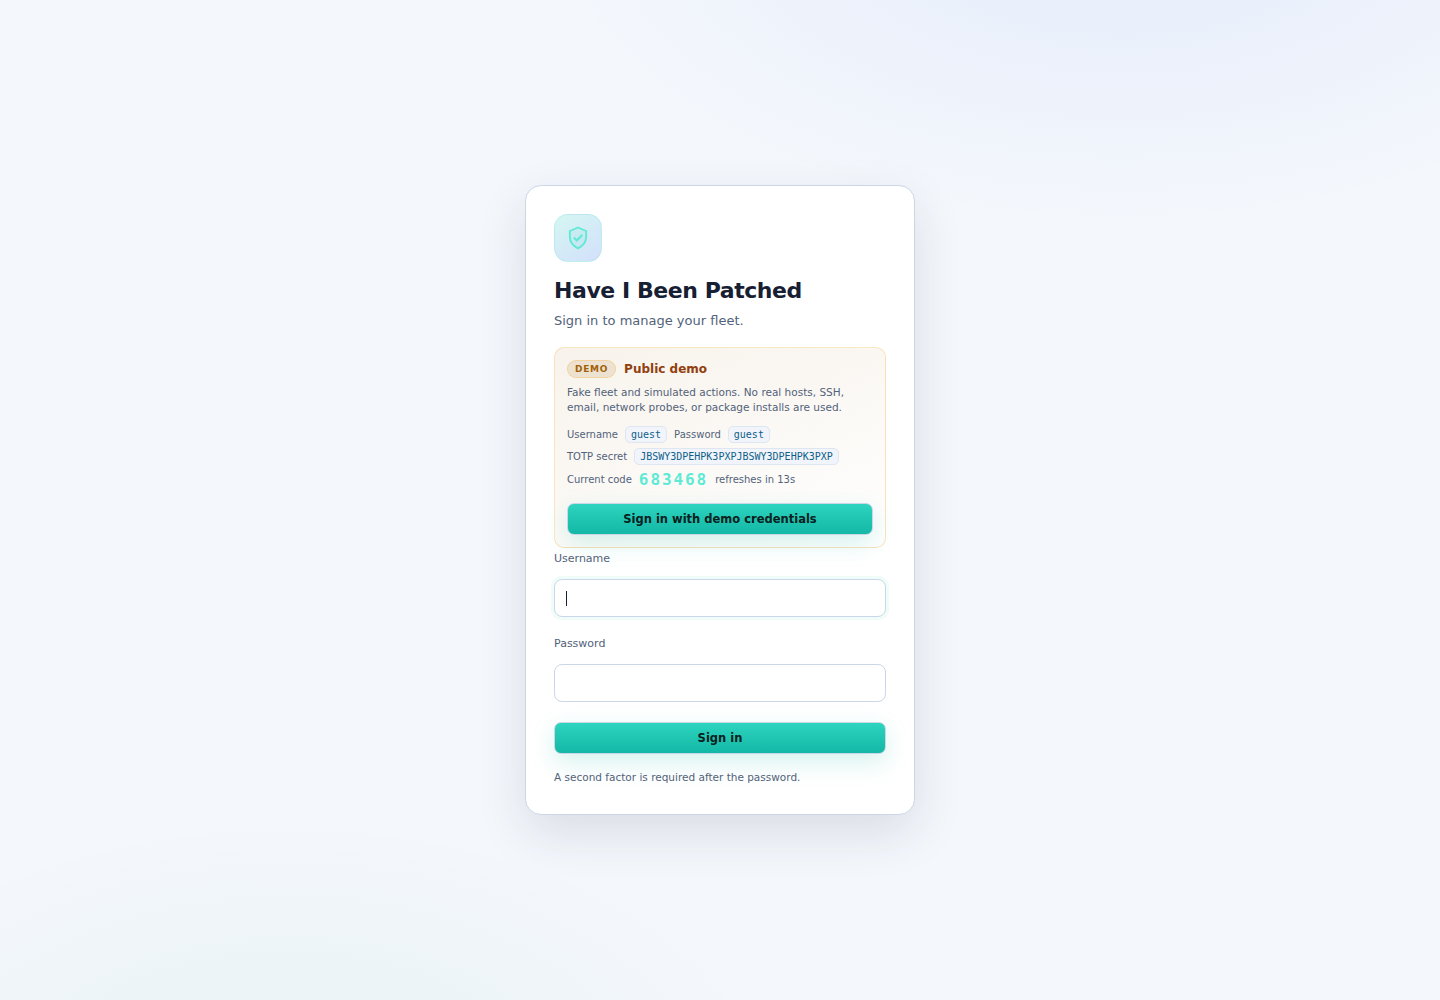 Have I Been Patched
Sign in to manage your fleet.
DEMO Public demo
Fake fleet and simulated actions. No real hosts, SSH,
email, network probes, or package installs are used.
Username guest Password guest
TOTP secret JBSWY3DPEHPK3PXPJBSWY3DPEHPK3PXP
Current code 683468 refreshes in 13s
Sign in with demo credentials
Username
Password
Sign in
A second factor is required after the password.